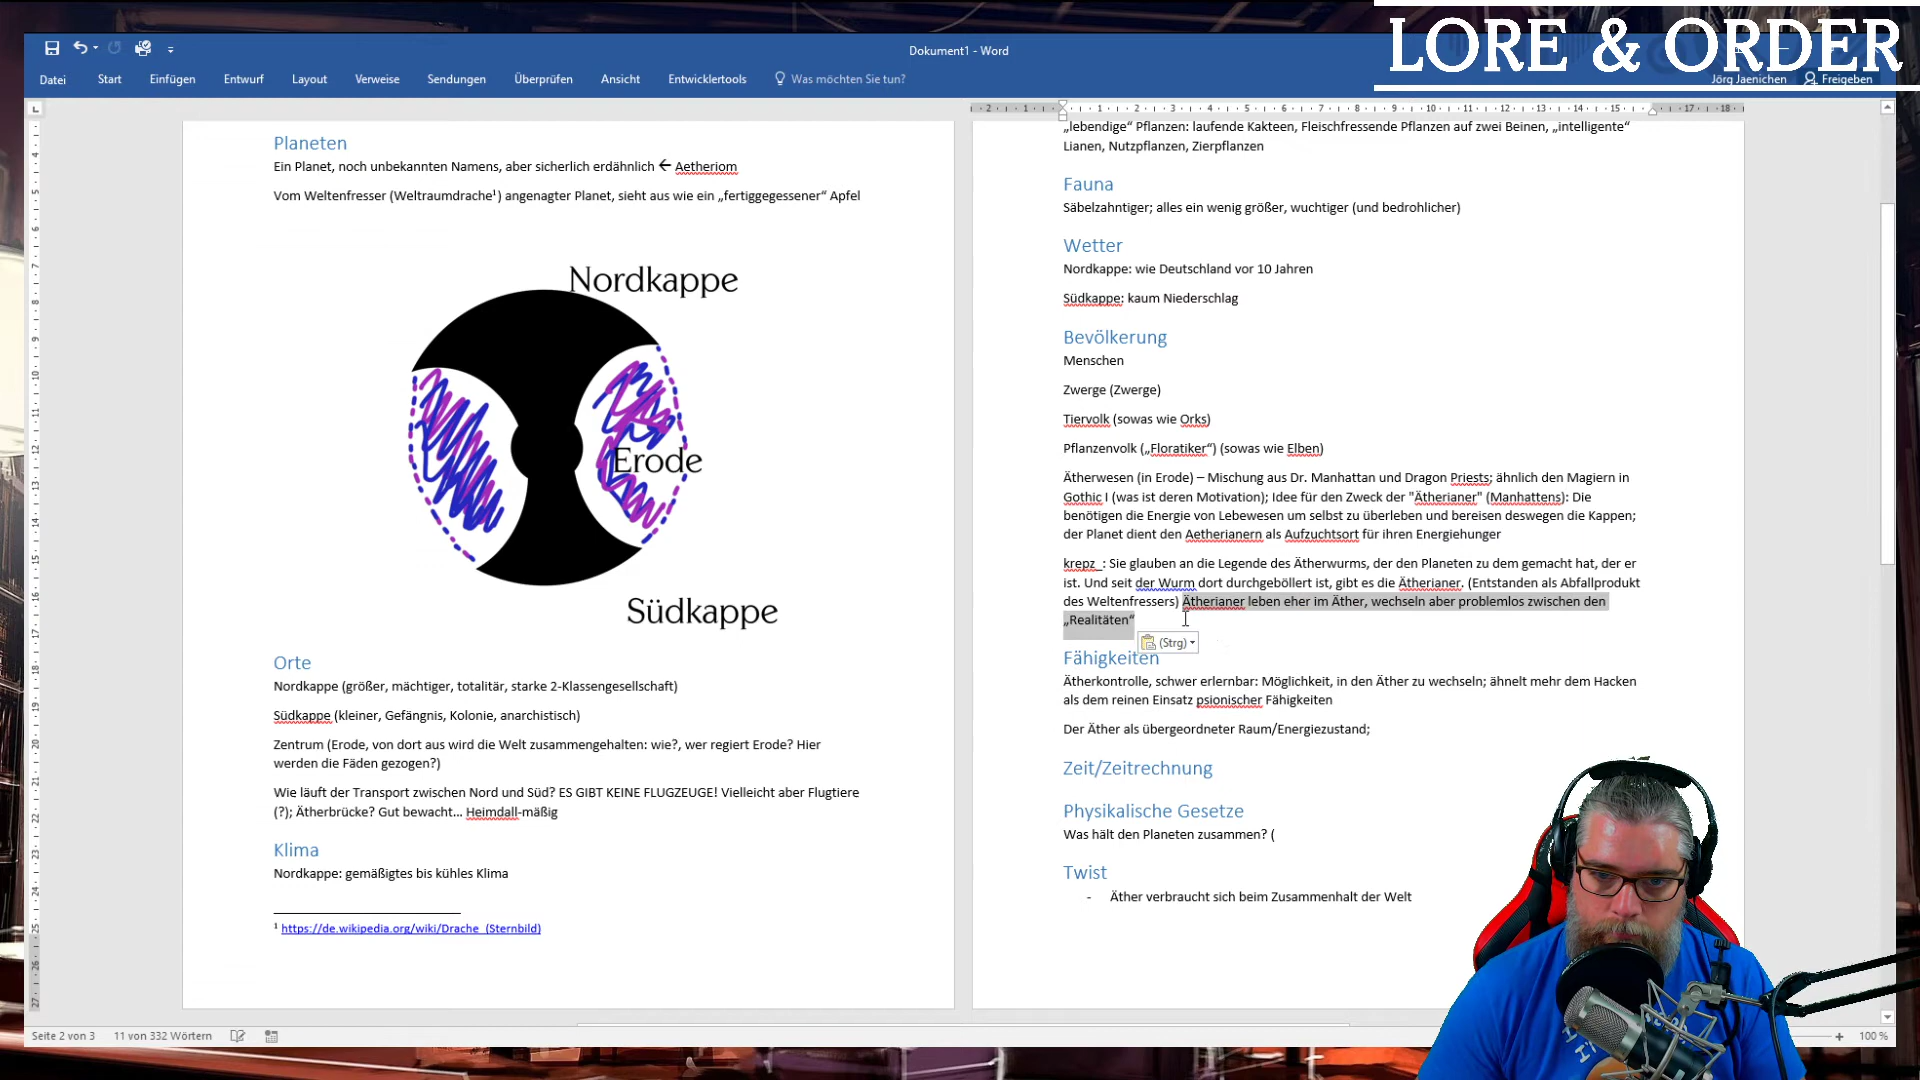 LORE & ORDER
Dokument1 - Word
Jörg Jaenichen
Freigeben
Datei
Start
Einfügen
Entwurf
Layout
Verweise
Sendungen
Überprüfen
Ansicht
Entwicklertools
Was möchten Sie tun?
Planeten
Ein Planet, noch unbekannten Namens, aber sicherlich erdähnlich ← Aetheriom
Vom Weltenfresser (Weltraumdrache¹) angenagter Planet, sieht aus wie ein „fertiggegessener“ Apfel
Nordkappe
Erode
Südkappe
Orte
Nordkappe (größer, mächtiger, totalitär, starke 2-Klassengesellschaft)
Südkappe (kleiner, Gefängnis, Kolonie, anarchistisch)
Zentrum (Erode, von dort aus wird die Welt zusammengehalten: wie?, wer regiert Erode? Hier
werden die Fäden gezogen?)
Wie läuft der Transport zwischen Nord und Süd? ES GIBT KEINE FLUGZEUGE! Vielleicht aber Flugtiere
(?); Ätherbrücke? Gut bewacht… Heimdall-mäßig
Klima
Nordkappe: gemäßigtes bis kühles Klima
¹ https://de.wikipedia.org/wiki/Drache_(Sternbild)
„lebendige“ Pflanzen: laufende Kakteen, Fleischfressende Pflanzen auf zwei Beinen, „intelligente“
Lianen, Nutzpflanzen, Zierpflanzen
Fauna
Säbelzahntiger; alles ein wenig größer, wuchtiger (und bedrohlicher)
Wetter
Nordkappe: wie Deutschland vor 10 Jahren
Südkappe: kaum Niederschlag
Bevölkerung
Menschen
Zwerge (Zwerge)
Tiervolk (sowas wie Orks)
Pflanzenvolk („Floratiker“) (sowas wie Elben)
Ätherwesen (in Erode) – Mischung aus Dr. Manhattan und Dragon Priests; ähnlich den Magiern in
Gothic I (was ist deren Motivation); Idee für den Zweck der "Ätherianer" (Manhattens): Die
benötigen die Energie von Lebewesen um selbst zu überleben und bereisen deswegen die Kappen;
der Planet dient den Aetherianern als Aufzuchtsort für ihren Energiehunger
krepz_: Sie glauben an die Legende des Ätherwurms, der den Planeten zu dem gemacht hat, der er
ist. Und seit der Wurm dort durchgeböllert ist, gibt es die Ätherianer. (Entstanden als Abfallprodukt
des Weltenfressers) Ätherianer leben eher im Äther, wechseln aber problemlos zwischen den
„Realitäten“
(Strg)
Fähigkeiten
Ätherkontrolle, schwer erlernbar: Möglichkeit, in den Äther zu wechseln; ähnelt mehr dem Hacken
als dem reinen Einsatz psionischer Fähigkeiten
Der Äther als übergeordneter Raum/Energiezustand;
Zeit/Zeitrechnung
Physikalische Gesetze
Was hält den Planeten zusammen? (
Twist
- Äther verbraucht sich beim Zusammenhalt der Welt
Seite 2 von 3
11 von 332 Wörtern
100 %